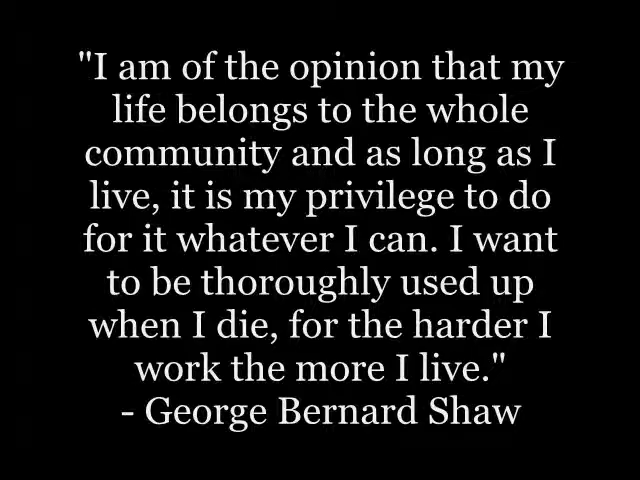 "I am of the opinion that my
life belongs to the whole
community and as long as I
live, it is my privilege to do
for it whatever I can. I want
to be thoroughly used up
when I die, for the harder I
work the more I live."
- George Bernard Shaw